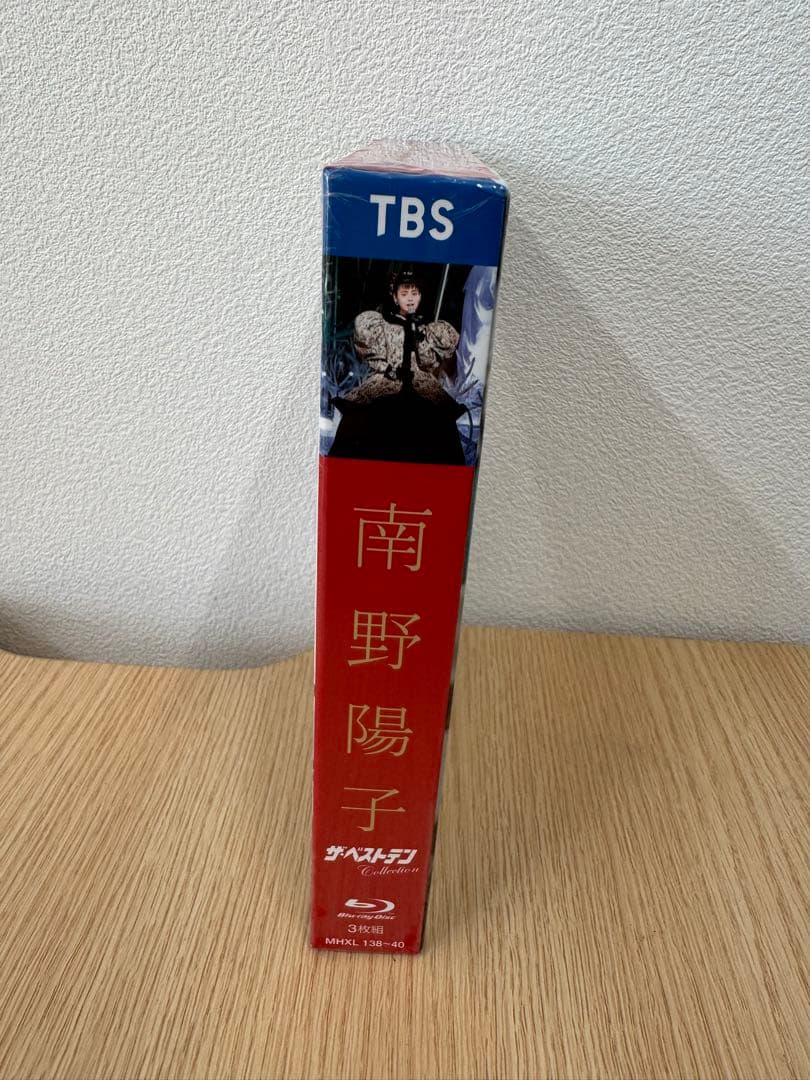 TBS
南野陽子
ザ・ベストテン
Collection
Blu-ray Disc
3枚組
MHXL 138~40